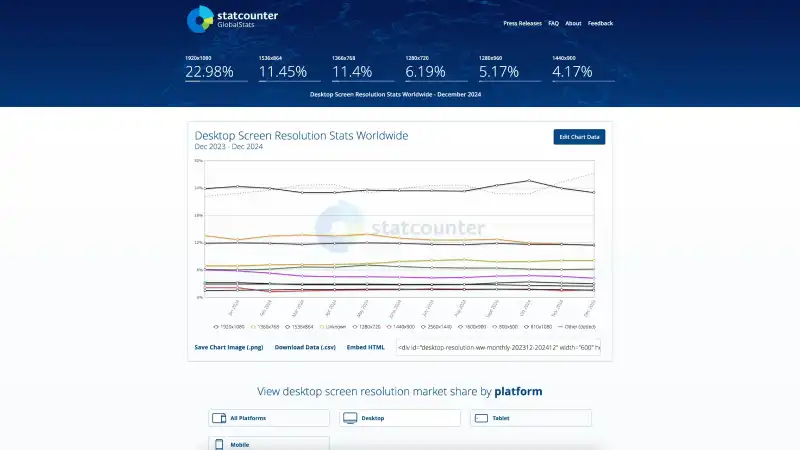 statcounter
GlobalStats
Press Releases FAQ About Feedback
1920x1080 1536x864 1366x768 1280x720 1280x960 1440x900
22.98% 11.45% 11.4% 6.19% 5.17% 4.17%
Desktop Screen Resolution Stats Worldwide - December 2024
Desktop Screen Resolution Stats Worldwide
Edit Chart Data
Dec 2023 - Dec 2024
statcounter
1920x1080 1366x768 1536x864 Unknown 1280x720 1440x900 2560x1440 1600x900 800x600 810x1080 Other (dotted)
Save Chart Image (.png) Download Data (.csv) Embed HTML <div id="desktop-resolution-ww-monthly-202312-202412" width="600"
View desktop screen resolution market share by platform
All Platforms Desktop Tablet
Mobile